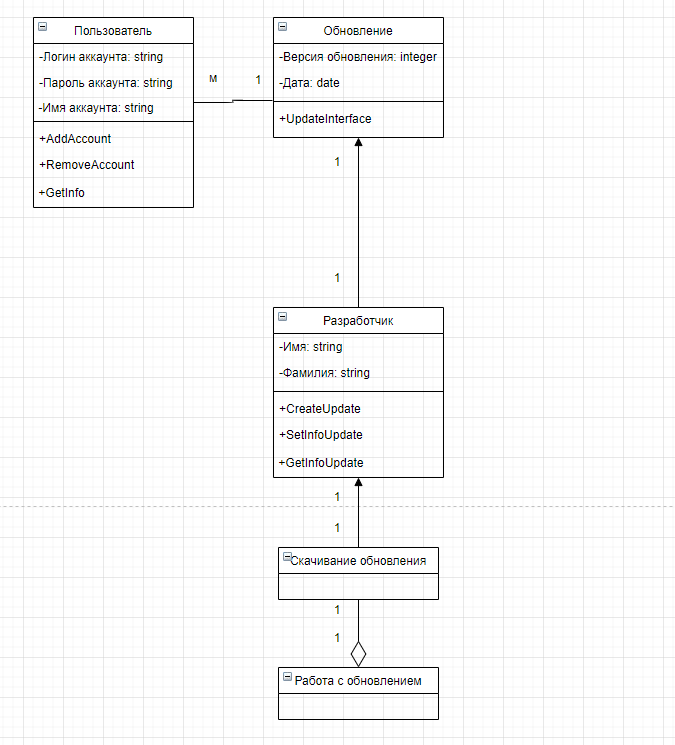 Пользователь
-Логин аккаунта: string
-Пароль аккаунта: string
-Имя аккаунта: string
+AddAccount
+RemoveAccount
+GetInfo
м
1
Обновление
-Версия обновления: integer
-Дата: date
+UpdateInterface
1
1
Разработчик
-Имя: string
-Фамилия: string
+CreateUpdate
+SetInfoUpdate
+GetInfoUpdate
1
1
Скачивание обновления
1
1
Работа с обновлением